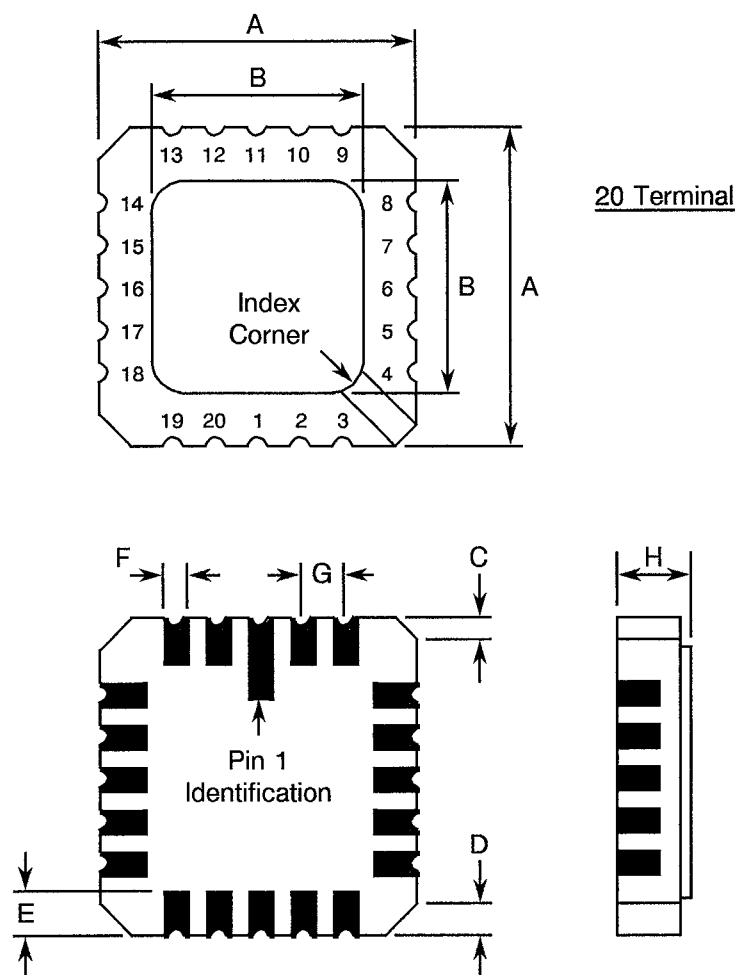 A
B
13 12 11 10 9
14 8
15 7
16 6
17 5
18 4
19 20 1 2 3
Index
Corner
B
A
20 Terminal
F
G
C
H
Pin 1
Identification
D
E